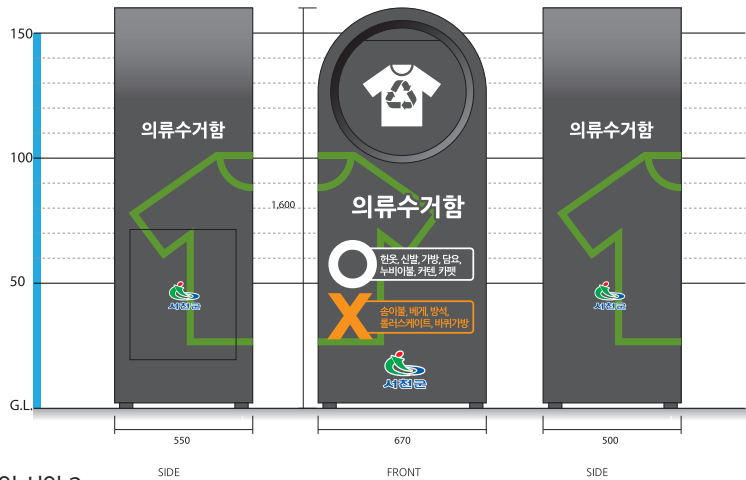 150
100
50
G.L.
의류수거함
서천군
550
SIDE
1,600
의류수거함
헌옷, 신발, 가방, 담요,
누비이불, 커텐, 카펫
X
솜이불, 베게, 방석,
롤러스케이트, 바퀴가방
서천군
670
FRONT
의류수거함
서천군
500
SIDE